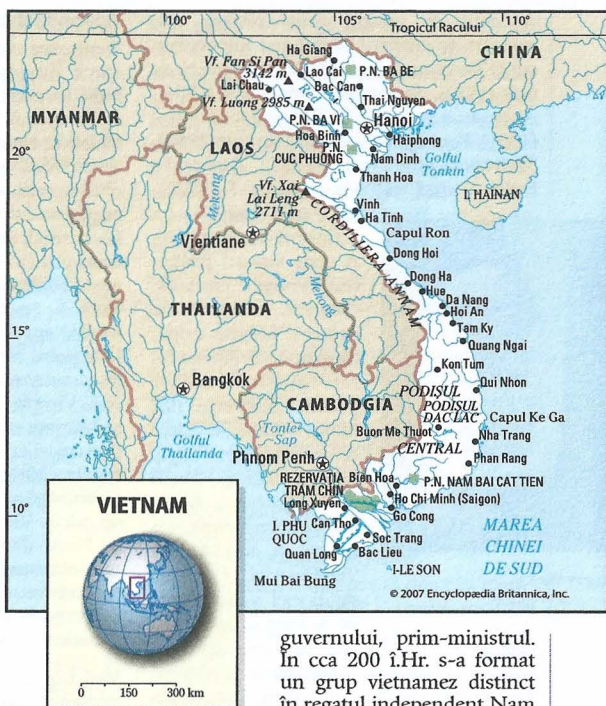 100°
105°
110°
Tropicul Racului
Ha Giang
CHINA
Vf. Fan Si Pan
3142 m
Lao Cai
P.N. BA BE
Lai Chau
Bac Can
Vf. Luong 2985 m
Thai Nguyen
MYANMAR
P.N. BA VI
Hanoi
Hoa Binh
Haiphong
LAOS
P.N.
CUC PHUONG
Nam Dinh
Golful
Tonkin
20°
Thanh Hoa
I. HAINAN
Mekong
Vf. Xai
Lai Leng
2711 m
Vinh
Ha Tinh
Capul Ron
CORDILIERA ANNAM
Vientiane
Dong Hoi
Mekong
Dong Ha
Hue
THAILANDA
Da Nang
Hoi An
Tam Ky
15°
Quang Ngai
Kon Tum
Bangkok
PODIȘUL
Qui Nhon
CAMBODGIA
PODIȘUL
DAC LAC
Capul Ke Ga
Golful
Thailanda
Tonle-
Sap
Buon Me Thuot
Nha Trang
CENTRAL
Phnom Penh
Phan Rang
REZERVAȚIA
TRAM CHIN
Bien Hoa
P.N. NAM BAI CAT TIEN
Ho Chi Minh (Saigon)
Long Xuyen
Go Cong
10°
I. PHU
QUOC
Can Tho
Soc Trang
MAREA
CHINEI
DE SUD
Quan Long
Bac Lieu
Mui Bai Bung
I-LE SON
© 2007 Encyclopædia Britannica, Inc.
VIETNAM
0 150 300 km
guvernului, prim-ministrul.
În cca 200 î.Hr. s-a format
un grup vietnamez distinct
în regatul independent Nam